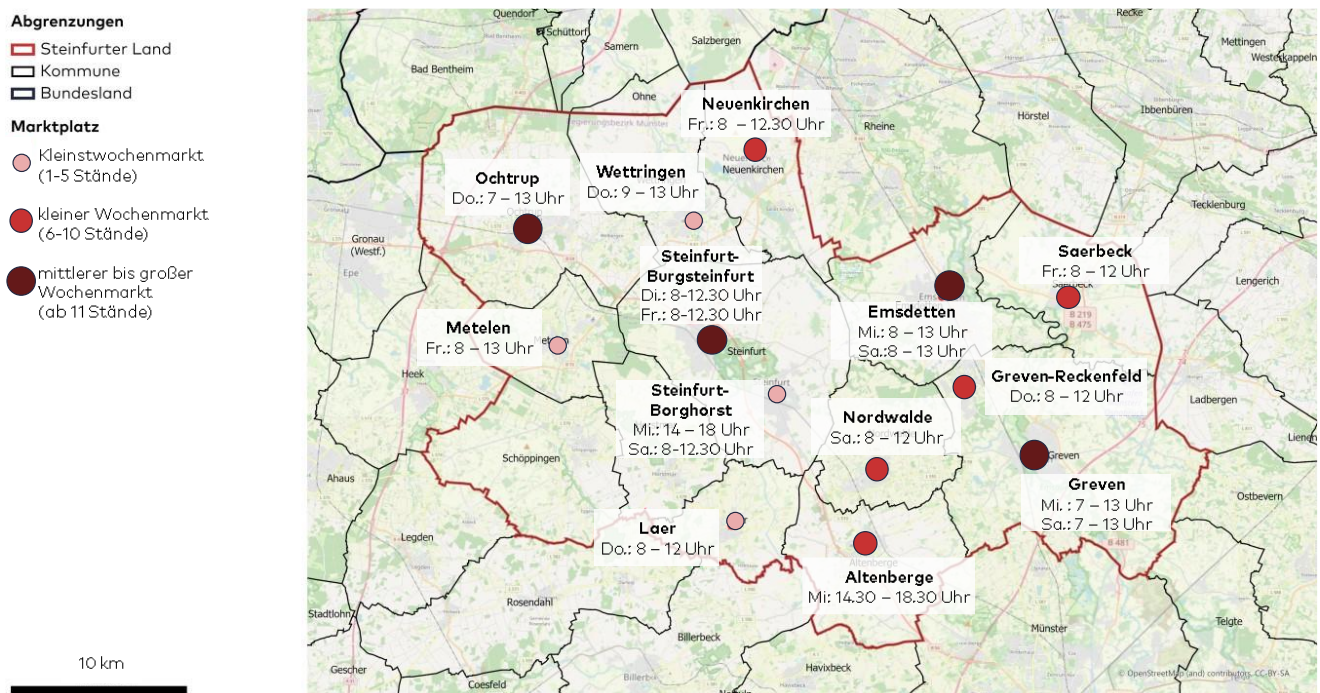 Abgrenzungen
Steinfurter Land
Kommune
Bundesland
Marktplatz
Kleinstwochenmarkt
(1-5 Stände)
kleiner Wochenmarkt
(6-10 Stände)
mittlerer bis großer
Wochenmarkt
(ab 11 Stände)
10 km
Quendorf
Schüttorf
Samern
Salzbergen
Recke
Mettingen
Westerkappeln
Bad Bentheim
Ohne
Neuenkirchen
Fr.: 8 – 12.30 Uhr
Rheine
Hörstel
Ibbenbüren
Neuenkirchen
Wettringen
Do.: 9 – 13 Uhr
Ochtrup
Do.: 7 – 13 Uhr
Tecklenburg
Gronau
(Westf.)
Epe
Steinfurt-
Burgsteinfurt
Di.: 8-12.30 Uhr
Fr.: 8-12.30 Uhr
Saerbeck
Fr.: 8 – 12 Uhr
Lengerich
Emsdetten
Mi.: 8 – 13 Uhr
Sa.:8 – 13 Uhr
B 219
B 475
Metelen
Fr.: 8 – 13 Uhr
Steinfurt
Heek
Greven-Reckenfeld
Do.: 8 – 12 Uhr
Steinfurt-
Borghorst
Mi.: 14 – 18 Uhr
Sa.: 8-12.30 Uhr
Nordwalde
Sa.: 8 – 12 Uhr
Ladbergen
Lienen
Schöppingen
Greven
Ahaus
Greven
Mi. : 7 – 13 Uhr
Sa.: 7 – 13 Uhr
Ostbevern
Laer
Do.: 8 – 12 Uhr
Legden
B 481
Altenberge
Altenberge
Mi: 14.30 – 18.30 Uhr
Rosendahl
Stadtlohn
Billerbeck
Münster
Telgte
Gescher
Coesfeld
Billerbeck
Havixbeck
© OpenStreetMap (and) contributors, CC-BY-SA